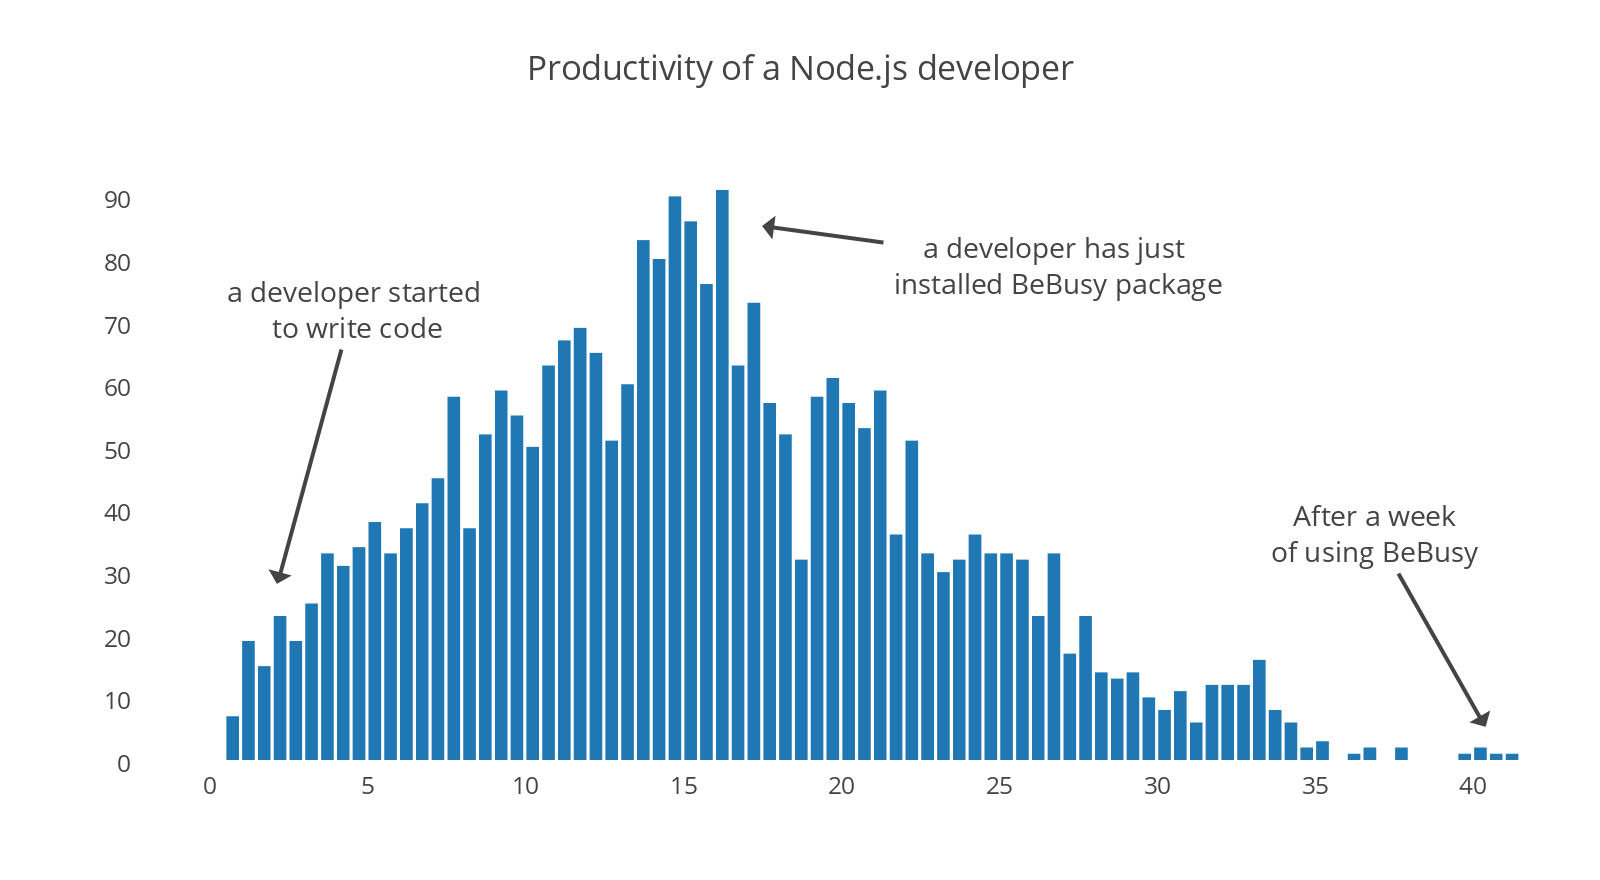 Productivity of a Node.js developer
90
80
70
60
50
40
30
20
10
0
a developer started
to write code
a developer has just
installed BeBusy package
After a week
of using BeBusy
0 5 10 15 20 25 30 35 40